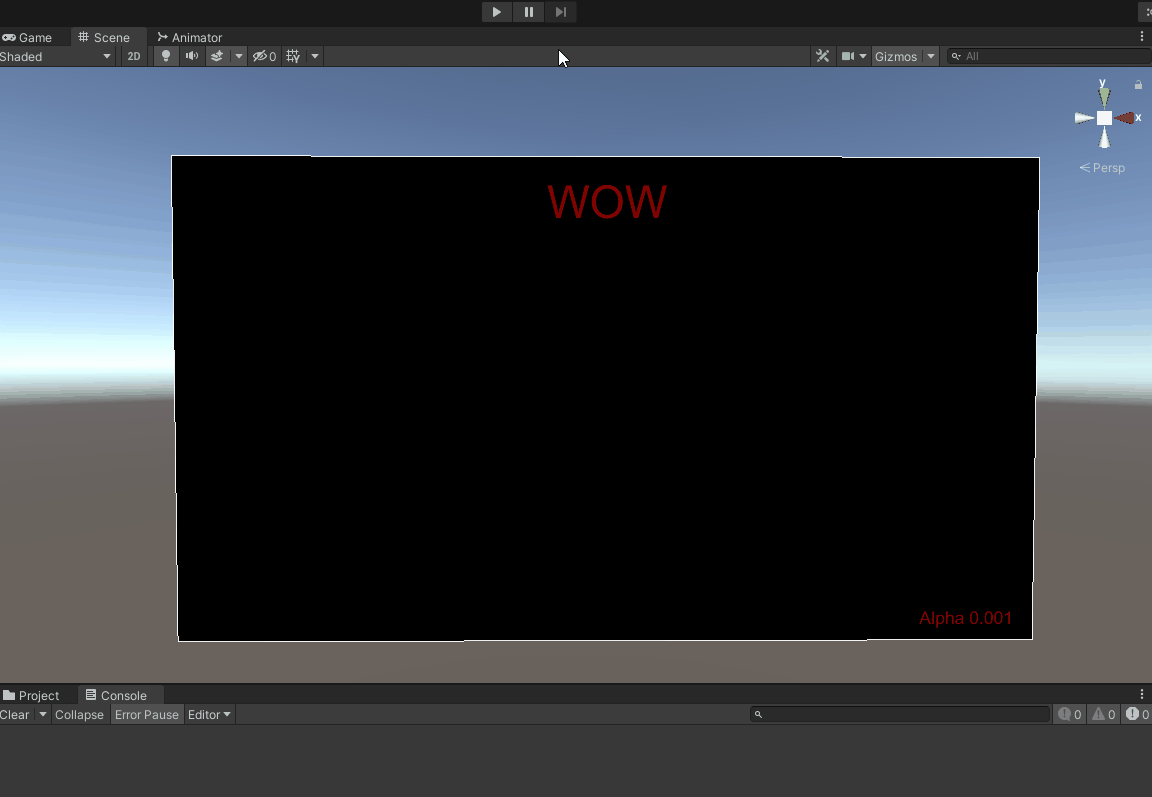 Game Scene Animator
Shaded 2D 0 Gizmos All
y
x
Persp
WOW
Alpha 0.001
Project Console
Clear Collapse Error Pause Editor 0 0 0